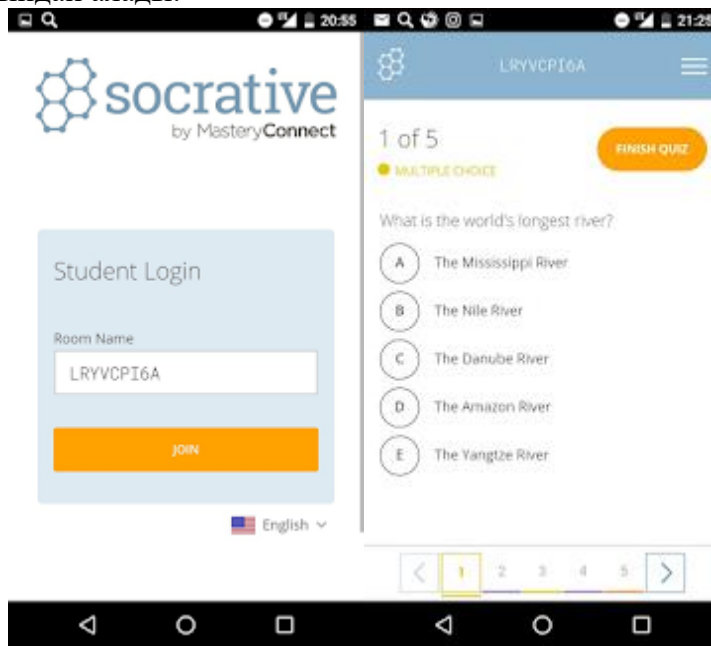 20:55
socrative
by MasteryConnect
Student Login
Room Name
LRYVCPI6A
JOIN
English
21:25
LRYVCPI6A
1 of 5
FINISH QUIZ
MULTIPLE CHOICE
What is the world's longest river?
A The Mississippi River
B The Nile River
C The Danube River
D The Amazon River
E The Yangtze River
1 2 3 4 5